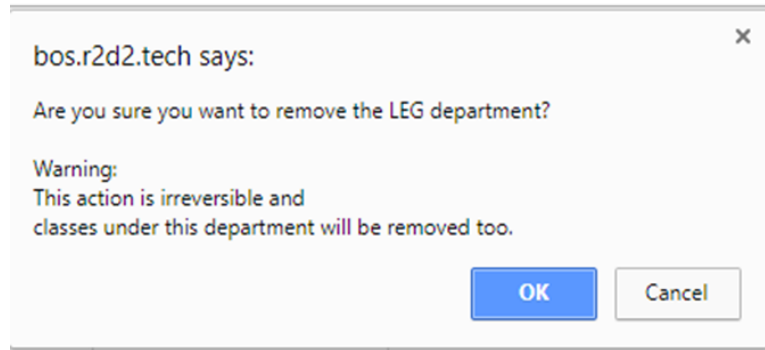 bos.r2d2.tech says:
Are you sure you want to remove the LEG department?
Warning:
This action is irreversible and
classes under this department will be removed too.
OK
Cancel